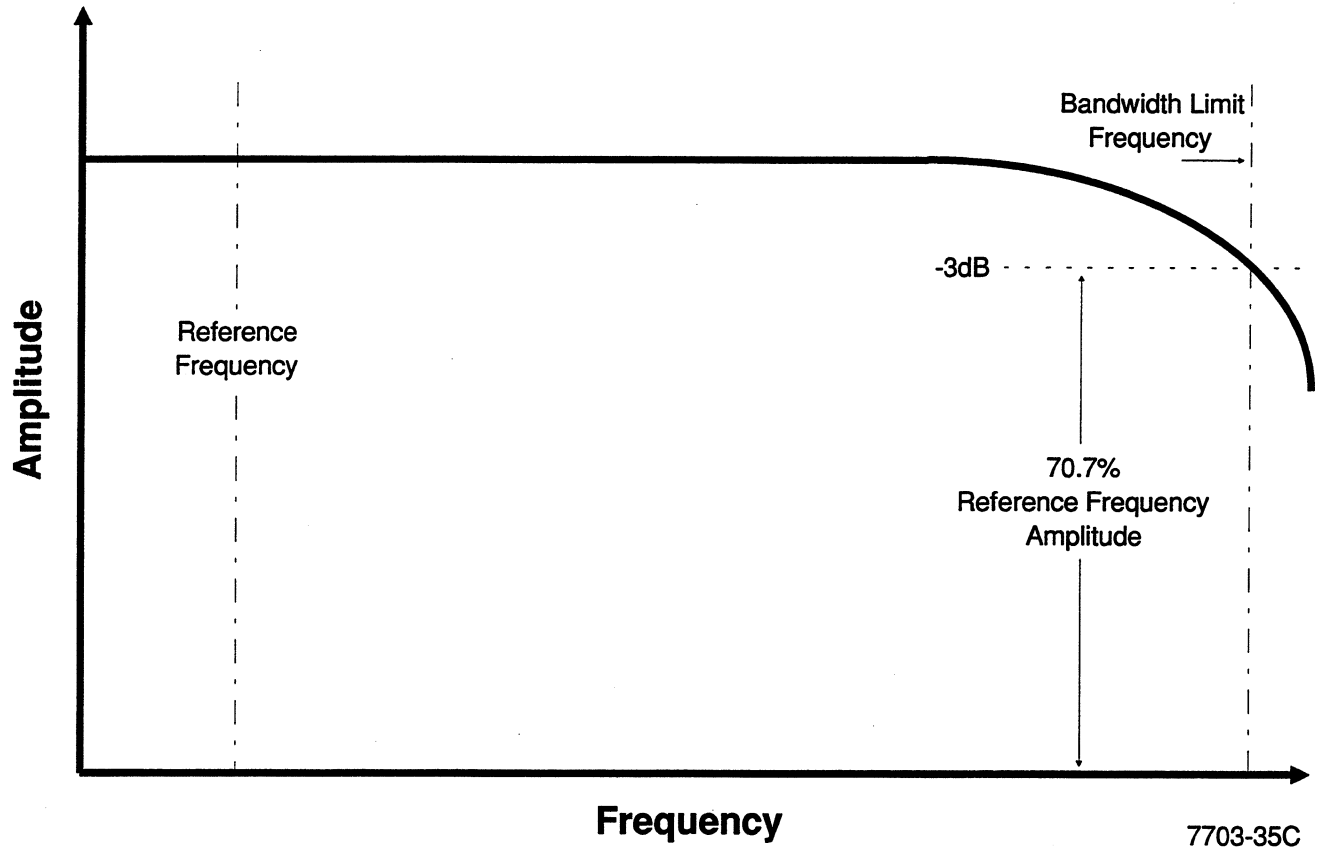 Bandwidth Limit
Frequency
-3dB
Reference
Frequency
Amplitude
70.7%
Reference Frequency
Amplitude
Frequency
7703-35C